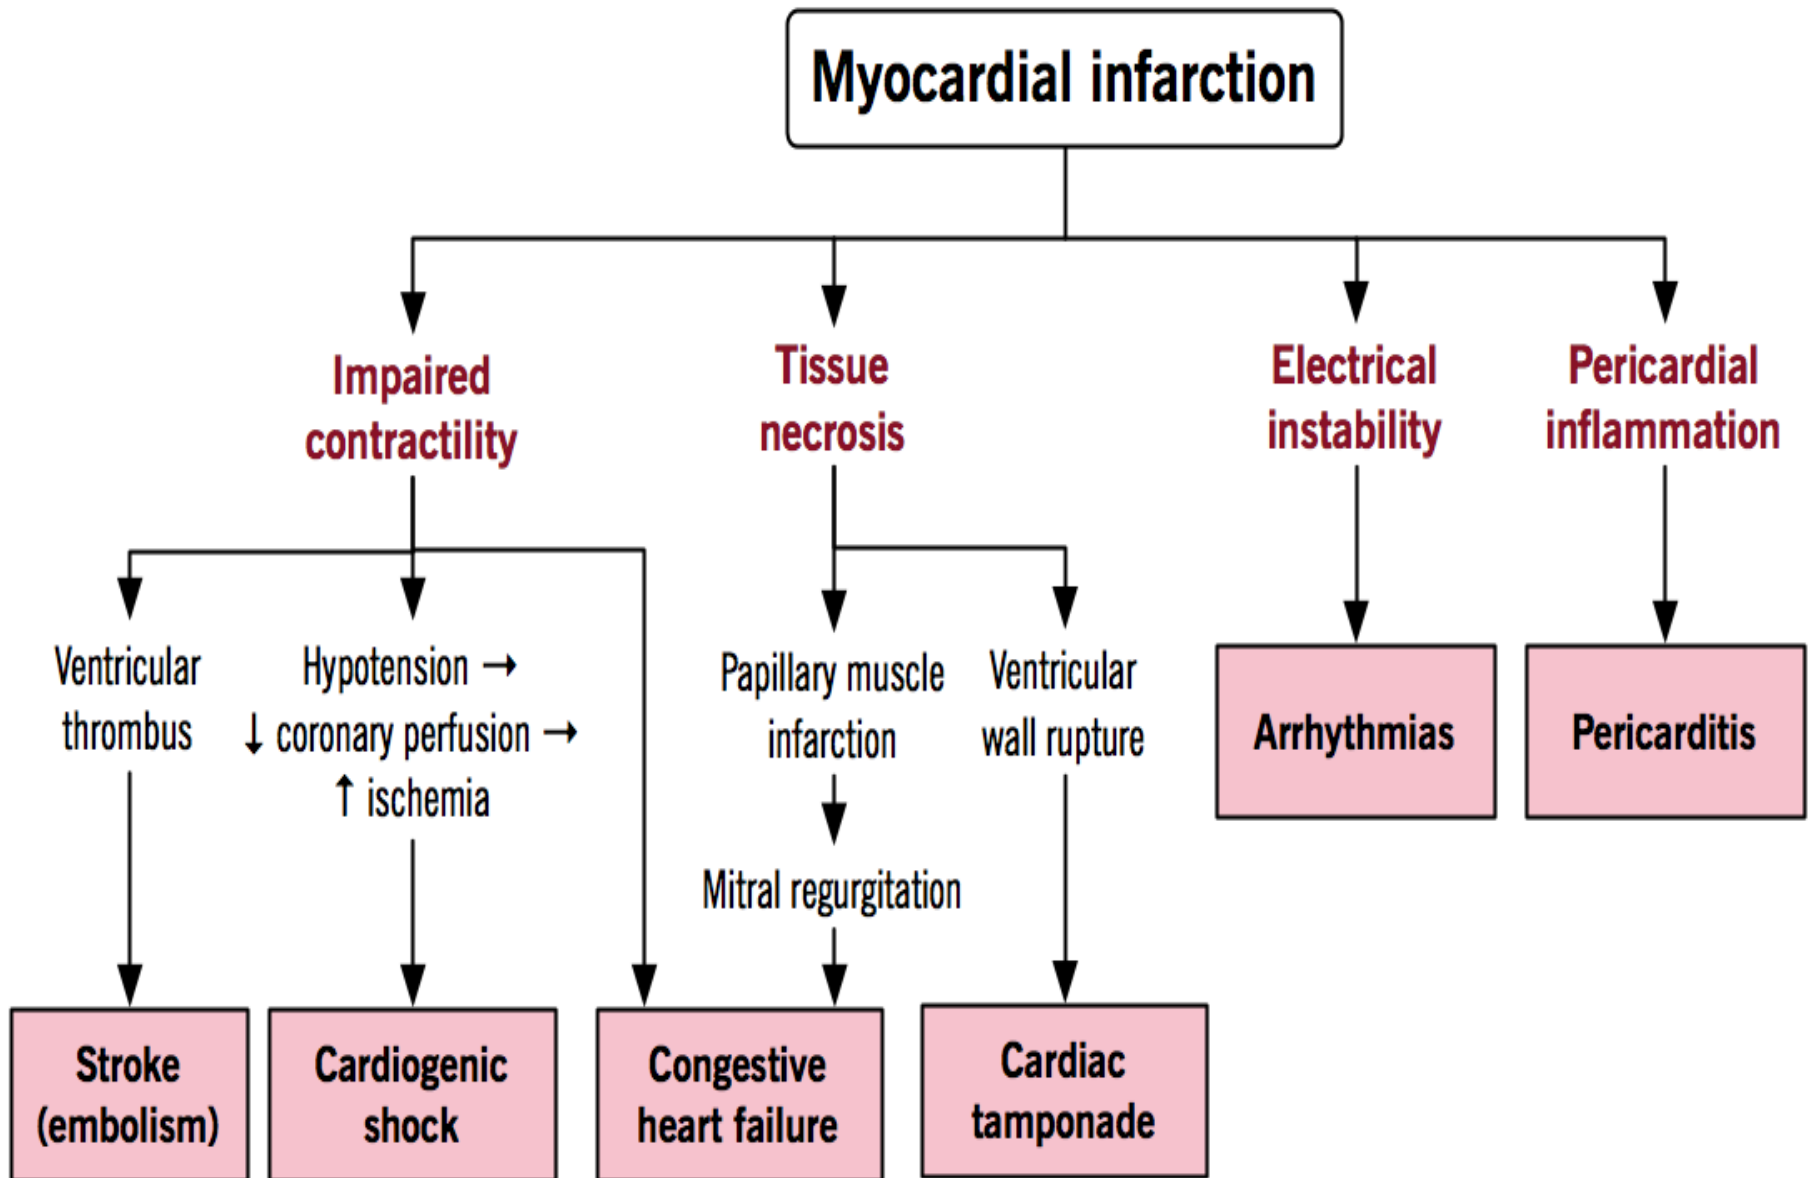 Myocardial infarction
Impaired
contractility
Tissue
necrosis
Electrical
instability
Pericardial
inflammation
Ventricular
thrombus
Hypotension →
↓ coronary perfusion →
↑ ischemia
Papillary muscle
infarction
Mitral regurgitation
Ventricular
wall rupture
Arrhythmias
Pericarditis
Stroke
(embolism)
Cardiogenic
shock
Congestive
heart failure
Cardiac
tamponade